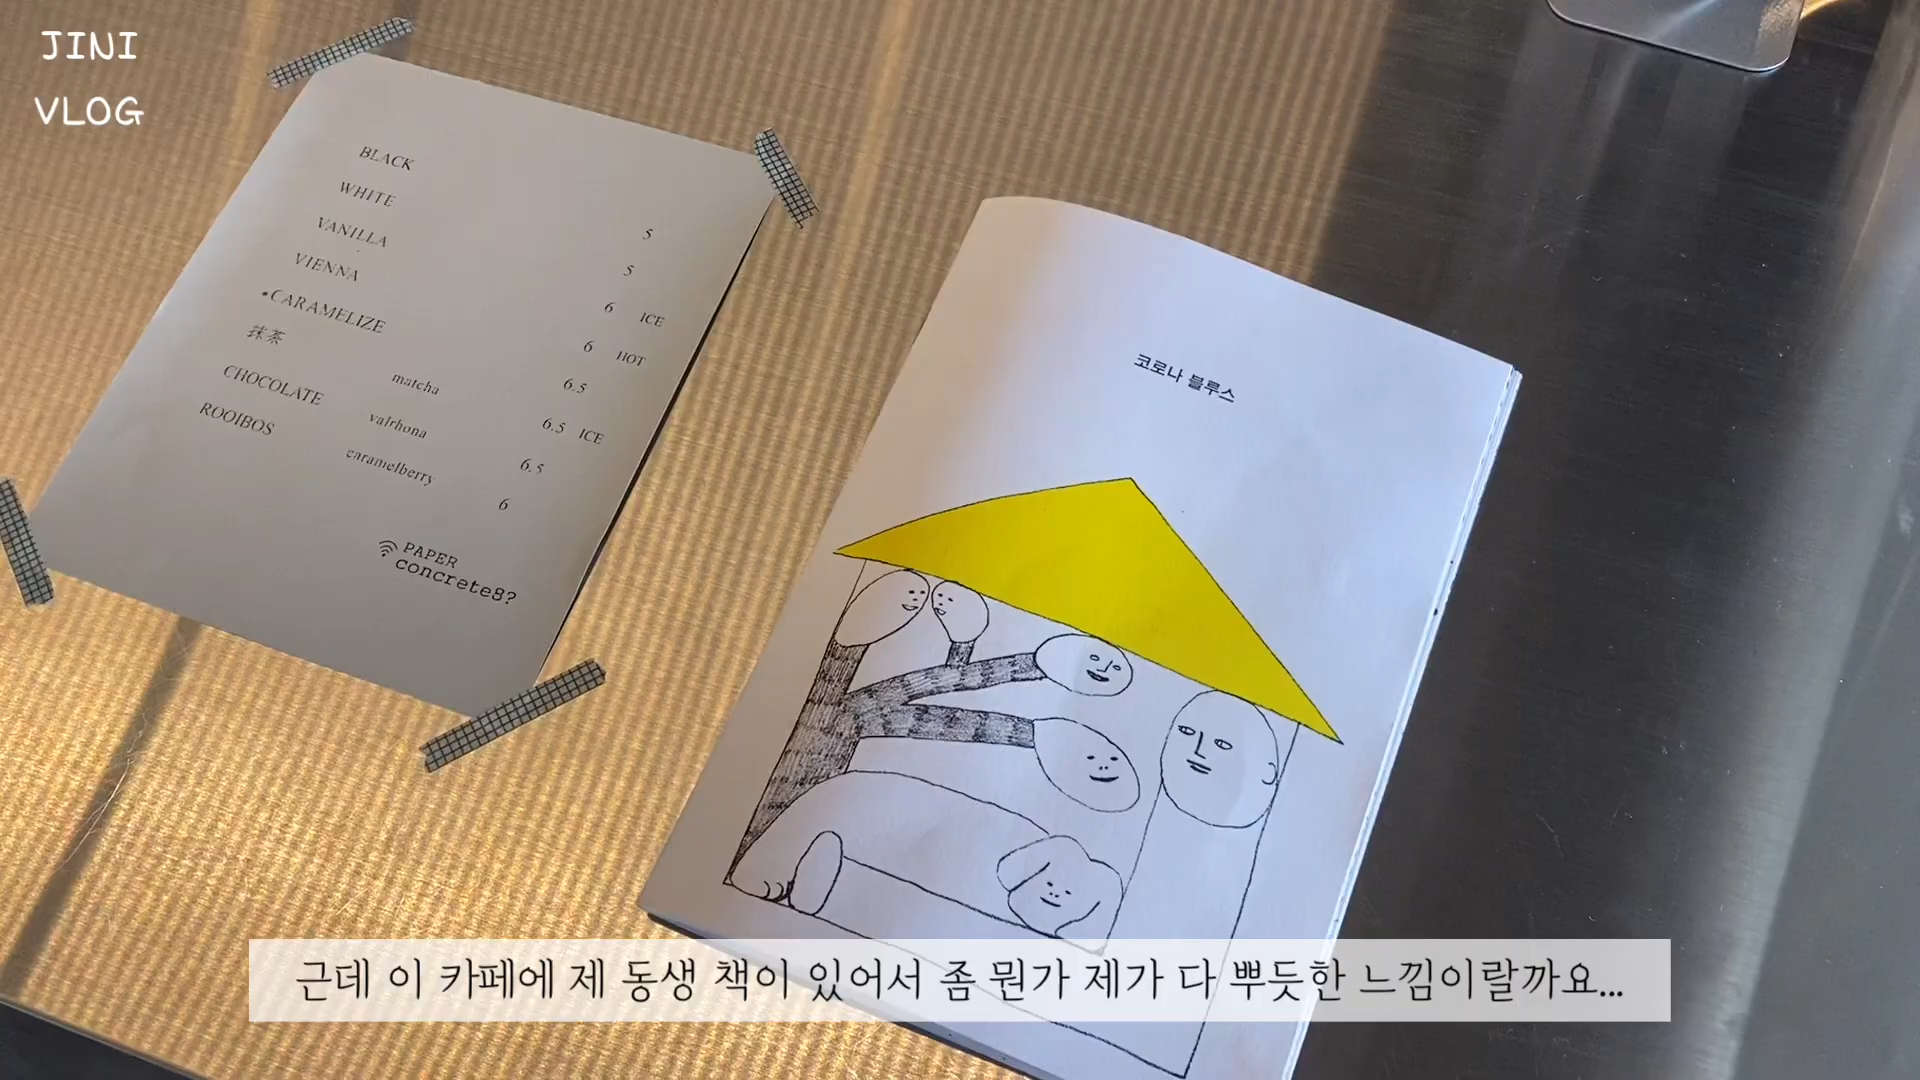 JINI
VLOG
BLACK 5
WHITE 5
VANILLA 6 ICE
VIENNA 6 HOT
•CARAMELIZE 6.5
抹茶 matcha 6.5 ICE
CHOCOLATE valrhona 6.5
ROOIBOS caramelberry 6
PAPER
concrete8?
코로나 블루스
근데 이 카페에 제 동생 책이 있어서 좀 뭔가 제가 다 뿌듯한 느낌이랄까요...